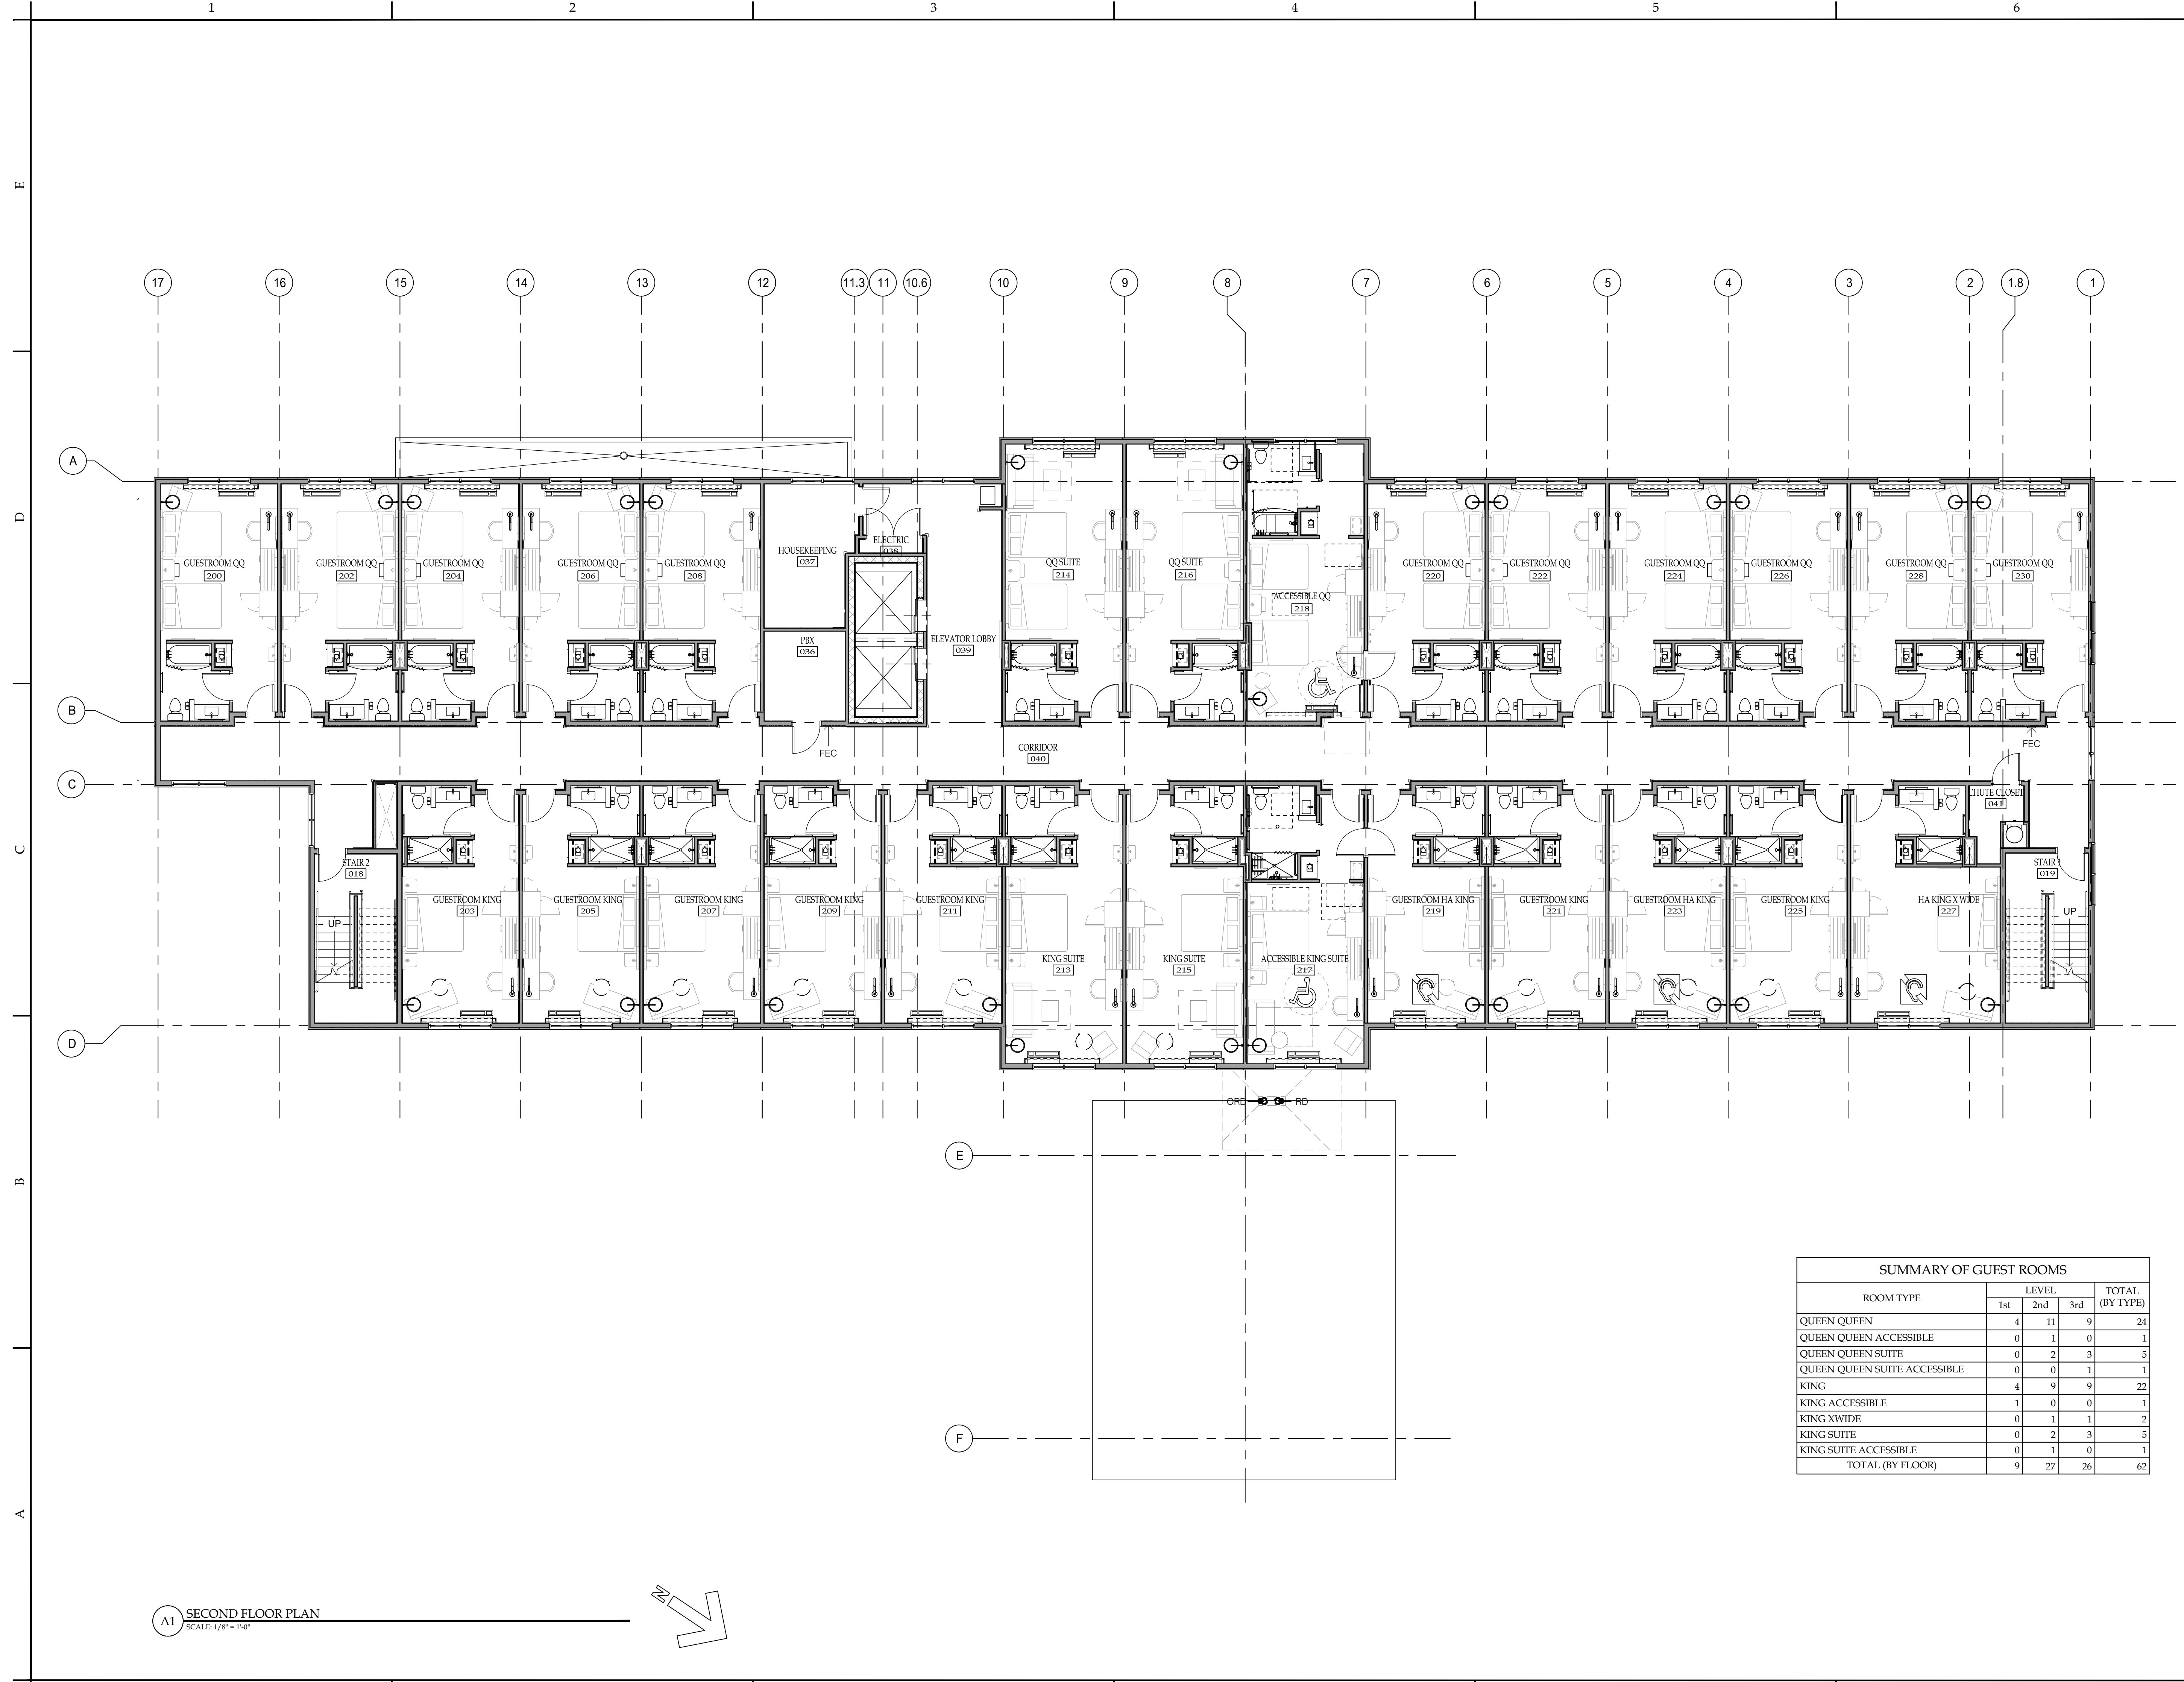 1 2 3 4 5 6
E
D
C
B
A
17 16 15 14 13 12 11.3 11 10.6 10 9 8 7 6 5 4 3 2 1.8 1
A
B
C
D
E
F
GUESTROOM QQ
200
GUESTROOM QQ
202
GUESTROOM QQ
204
GUESTROOM QQ
206
GUESTROOM QQ
208
HOUSEKEEPING
037
ELECTRIC
038
PBX
036
ELEVATOR LOBBY
039
QQ SUITE
214
QQ SUITE
216
ACCESSIBLE QQ
218
GUESTROOM QQ
220
GUESTROOM QQ
222
GUESTROOM QQ
224
GUESTROOM QQ
226
GUESTROOM QQ
228
GUESTROOM QQ
230
FEC
CORRIDOR
040
FEC
CHUTE CLOSET
041
STAIR 2
018
UP
GUESTROOM KING
203
GUESTROOM KING
205
GUESTROOM KING
207
GUESTROOM KING
209
GUESTROOM KING
211
KING SUITE
213
KING SUITE
215
ACCESSIBLE KING SUITE
217
GUESTROOM HA KING
219
GUESTROOM KING
221
GUESTROOM HA KING
223
GUESTROOM KING
225
HA KING X WIDE
227
STAIR 1
019
UP
ORD RD
SUMMARY OF GUEST ROOMS
ROOM TYPE LEVEL TOTAL (BY TYPE)
1st 2nd 3rd
QUEEN QUEEN 4 11 9 24
QUEEN QUEEN ACCESSIBLE 0 1 0 1
QUEEN QUEEN SUITE 0 2 3 5
QUEEN QUEEN SUITE ACCESSIBLE 0 0 1 1
KING 4 9 9 22
KING ACCESSIBLE 1 0 0 1
KING XWIDE 0 1 1 2
KING SUITE 0 2 3 5
KING SUITE ACCESSIBLE 0 1 0 1
TOTAL (BY FLOOR) 9 27 26 62
A1 SECOND FLOOR PLAN
SCALE: 1/8" = 1'-0"
N